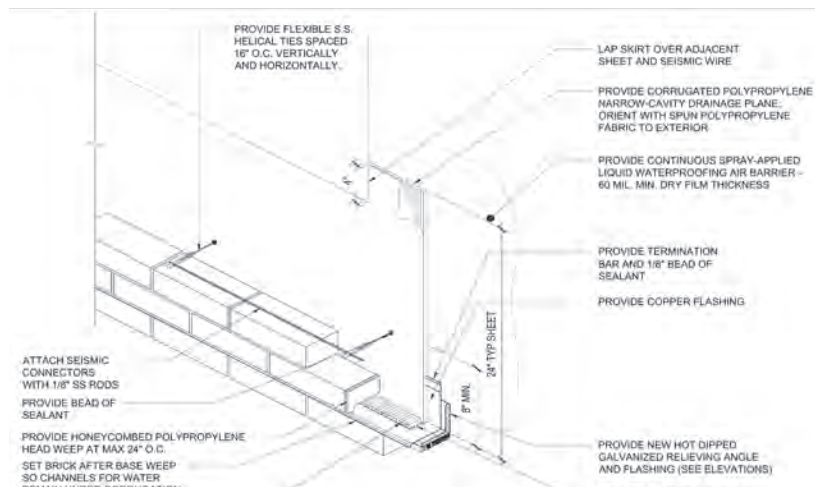 PROVIDE FLEXIBLE S.S.
HELICAL TIES SPACED
16" O.C. VERTICALLY
AND HORIZONTALLY.
LAP SKIRT OVER ADJACENT
SHEET AND SEISMIC WIRE
PROVIDE CORRUGATED POLYPROPYLENE
NARROW-CAVITY DRAINAGE PLANE,
ORIENT WITH SPUN POLYPROPYLENE
FABRIC TO EXTERIOR
PROVIDE CONTINUOUS SPRAY-APPLIED
LIQUID WATERPROOFING AIR BARRIER -
60 MIL. MIN. DRY FILM THICKNESS
PROVIDE TERMINATION
BAR AND 1/8" BEAD OF
SEALANT
PROVIDE COPPER FLASHING
24" TYP SHEET
8" MIN.
ATTACH SEISMIC
CONNECTORS
WITH 1/8" SS RODS
PROVIDE BEAD OF
SEALANT
PROVIDE HONEYCOMBED POLYPROPYLENE
HEAD WEEP AT MAX 24" O.C.
SET BRICK AFTER BASE WEEP
SO CHANNELS FOR WATER
PROVIDE NEW HOT DIPPED
GALVANIZED RELIEVING ANGLE
AND FLASHING (SEE ELEVATIONS)